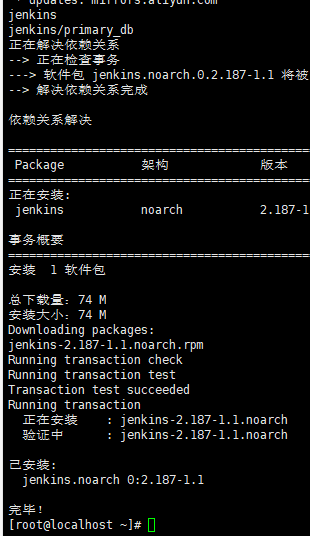 * updates: mirrors.aliyun.com
jenkins
jenkins/primary_db
正在解决依赖关系
--> 正在检查事务
---> 软件包 jenkins.noarch.0.2.187-1.1 将被
--> 解决依赖关系完成
依赖关系解决
================================================
Package 架构 版本
================================================
正在安装:
jenkins noarch 2.187-1
事务概要
================================================
安装 1 软件包
总下载量：74 M
安装大小：74 M
Downloading packages:
jenkins-2.187-1.1.noarch.rpm
Running transaction check
Running transaction test
Transaction test succeeded
Running transaction
正在安装 : jenkins-2.187-1.1.noarch
验证中 : jenkins-2.187-1.1.noarch
已安装:
jenkins.noarch 0:2.187-1.1
完毕！
[root@localhost ~]#